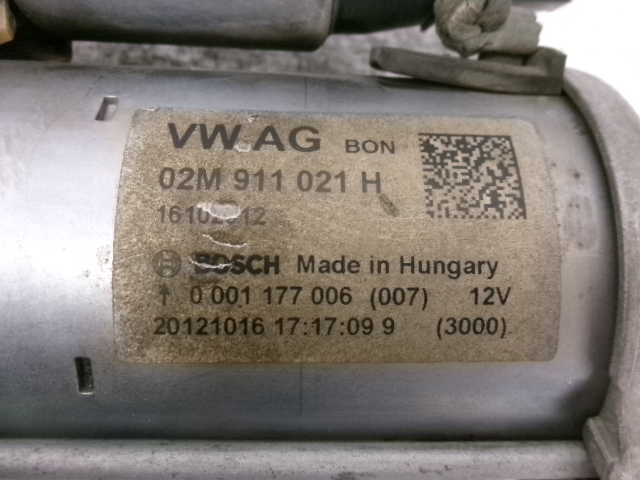 VW.AG BON
02M 911 021 H
BOSCH Made in Hungary
↑ 0 001 177 006 (007) 12V
20121016 17:17:09 9 (3000)